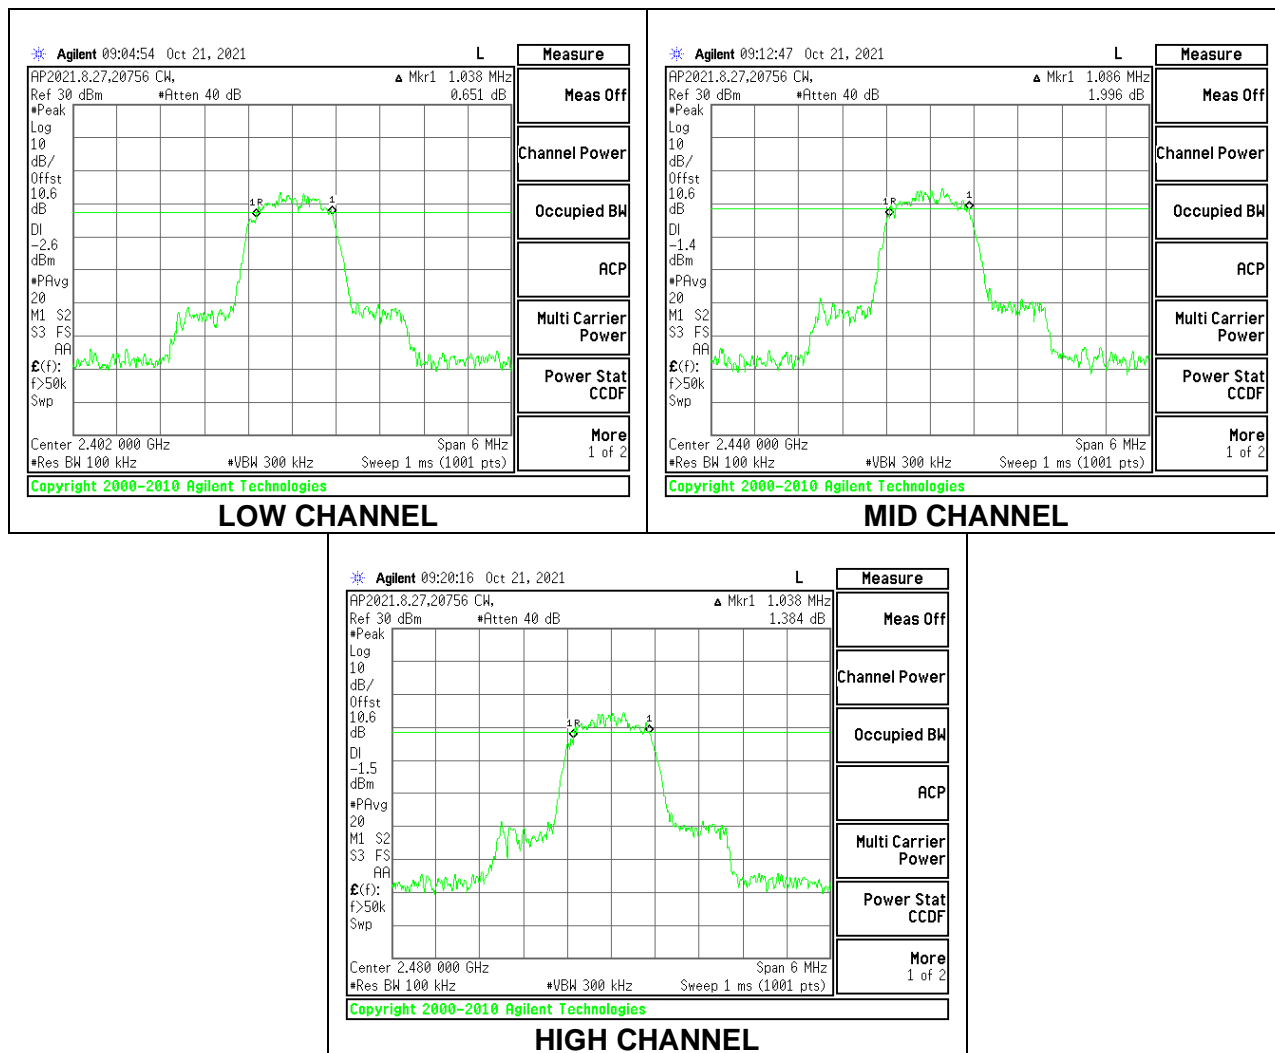 Agilent 09:04:54 Oct 21, 2021 L Measure
AP2021.8.27,20756 CW, Δ Mkr1 1.038 MHz
Ref 30 dBm #Atten 40 dB 0.651 dB
Meas Off
#Peak
Log
10
dB/
Offst
10.6
dB
DI
-2.6
dBm
#PAvg
20
M1 S2
S3 FS
AA
£(f):
f>50k
Swp
1R
1
Channel Power
Occupied BW
ACP
Multi Carrier
Power
Power Stat
CCDF
More
1 of 2
Center 2.402 000 GHz Span 6 MHz
#Res BW 100 kHz #VBW 300 kHz Sweep 1 ms (1001 pts)
Copyright 2000-2010 Agilent Technologies
LOW CHANNEL
Agilent 09:12:47 Oct 21, 2021 L Measure
AP2021.8.27,20756 CW, Δ Mkr1 1.086 MHz
Ref 30 dBm #Atten 40 dB 1.996 dB
Meas Off
#Peak
Log
10
dB/
Offst
10.6
dB
DI
-1.4
dBm
#PAvg
20
M1 S2
S3 FS
AA
£(f):
f>50k
Swp
1R
1
Channel Power
Occupied BW
ACP
Multi Carrier
Power
Power Stat
CCDF
More
1 of 2
Center 2.440 000 GHz Span 6 MHz
#Res BW 100 kHz #VBW 300 kHz Sweep 1 ms (1001 pts)
Copyright 2000-2010 Agilent Technologies
MID CHANNEL
Agilent 09:20:16 Oct 21, 2021 L Measure
AP2021.8.27,20756 CW, Δ Mkr1 1.038 MHz
Ref 30 dBm #Atten 40 dB 1.384 dB
Meas Off
#Peak
Log
10
dB/
Offst
10.6
dB
DI
-1.5
dBm
#PAvg
20
M1 S2
S3 FS
AA
£(f):
f>50k
Swp
1R
1
Channel Power
Occupied BW
ACP
Multi Carrier
Power
Power Stat
CCDF
More
1 of 2
Center 2.480 000 GHz Span 6 MHz
#Res BW 100 kHz #VBW 300 kHz Sweep 1 ms (1001 pts)
Copyright 2000-2010 Agilent Technologies
HIGH CHANNEL